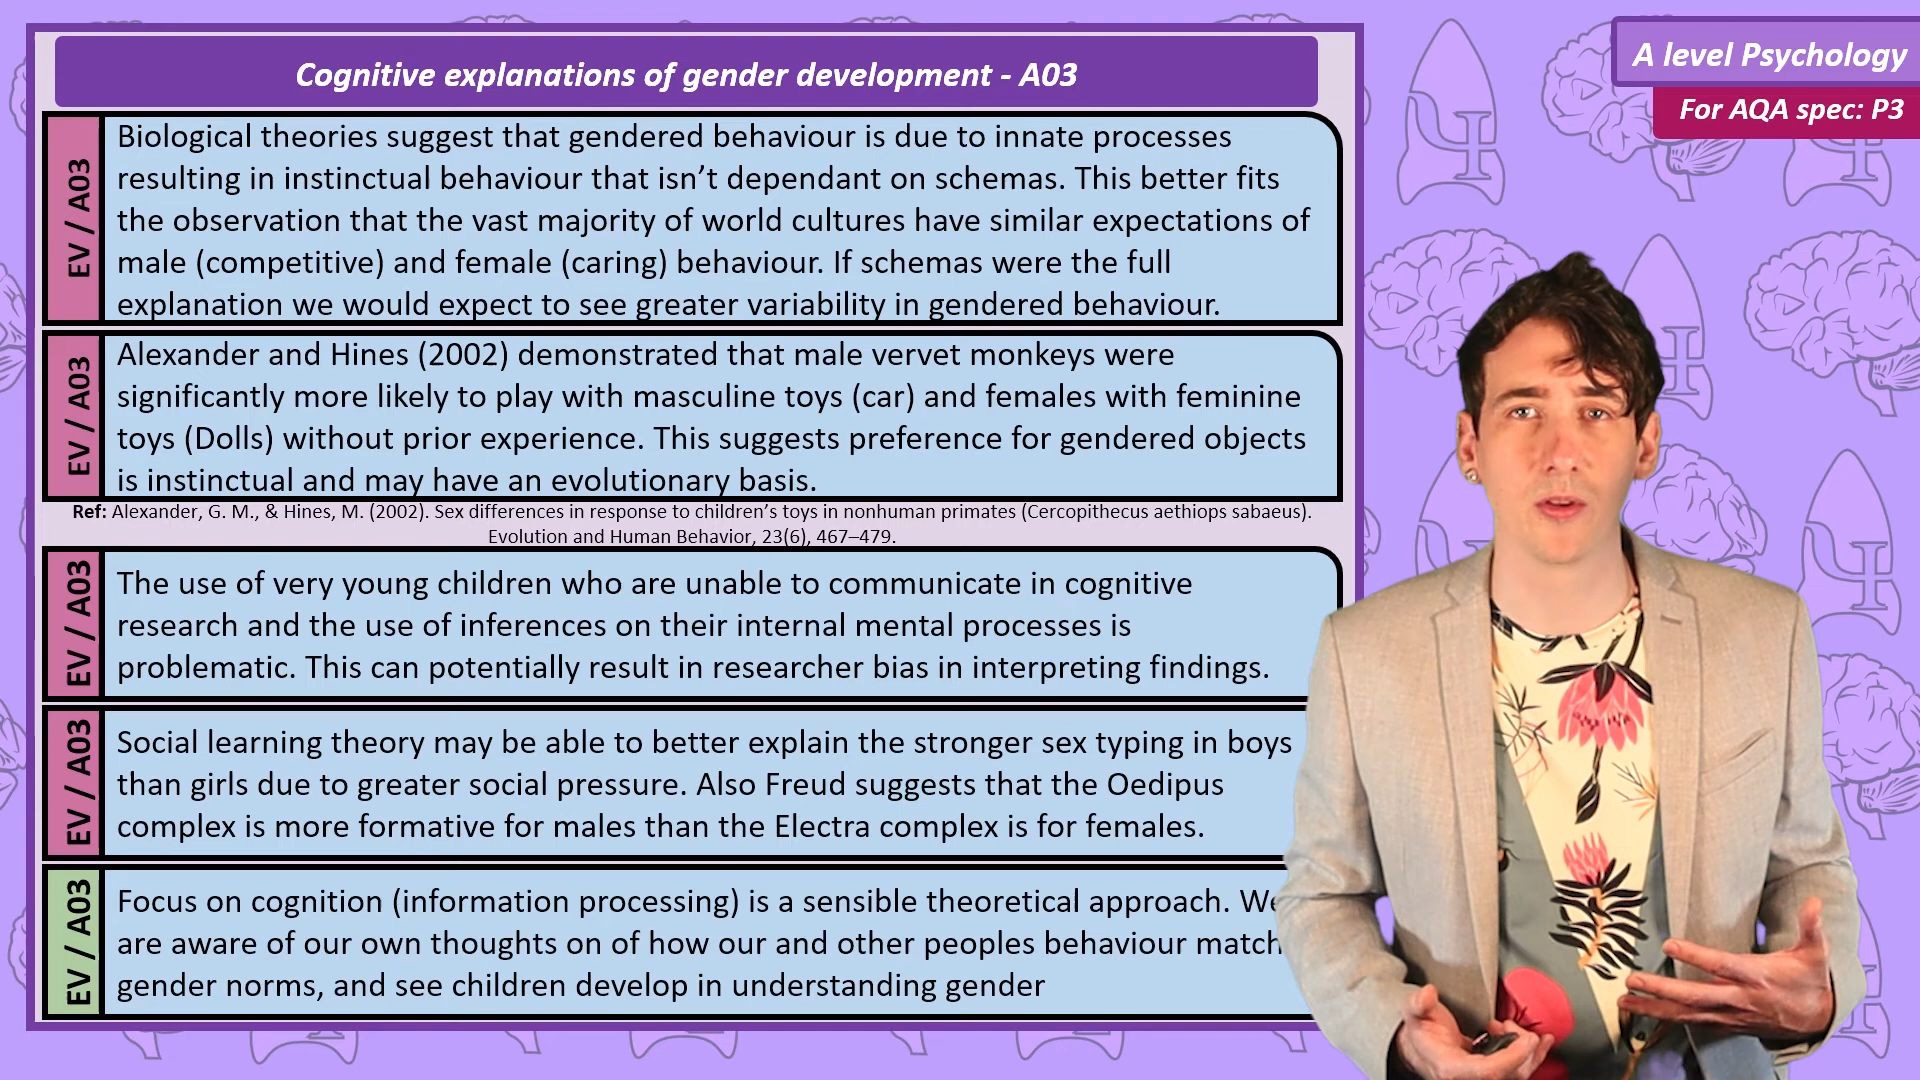 Cognitive explanations of gender development - A03
A level Psychology
For AQA spec: P3
EV / A03
Biological theories suggest that gendered behaviour is due to innate processes
resulting in instinctual behaviour that isn’t dependant on schemas. This better fits
the observation that the vast majority of world cultures have similar expectations of
male (competitive) and female (caring) behaviour. If schemas were the full
explanation we would expect to see greater variability in gendered behaviour.
EV / A03
Alexander and Hines (2002) demonstrated that male vervet monkeys were
significantly more likely to play with masculine toys (car) and females with feminine
toys (Dolls) without prior experience. This suggests preference for gendered objects
is instinctual and may have an evolutionary basis.
Ref: Alexander, G. M., & Hines, M. (2002). Sex differences in response to children’s toys in nonhuman primates (Cercopithecus aethiops sabaeus).
Evolution and Human Behavior, 23(6), 467–479.
EV / A03
The use of very young children who are unable to communicate in cognitive
research and the use of inferences on their internal mental processes is
problematic. This can potentially result in researcher bias in interpreting findings.
EV / A03
Social learning theory may be able to better explain the stronger sex typing in boys
than girls due to greater social pressure. Also Freud suggests that the Oedipus
complex is more formative for males than the Electra complex is for females.
EV / A03
Focus on cognition (information processing) is a sensible theoretical approach. We
are aware of our own thoughts on of how our and other peoples behaviour match
gender norms, and see children develop in understanding gender